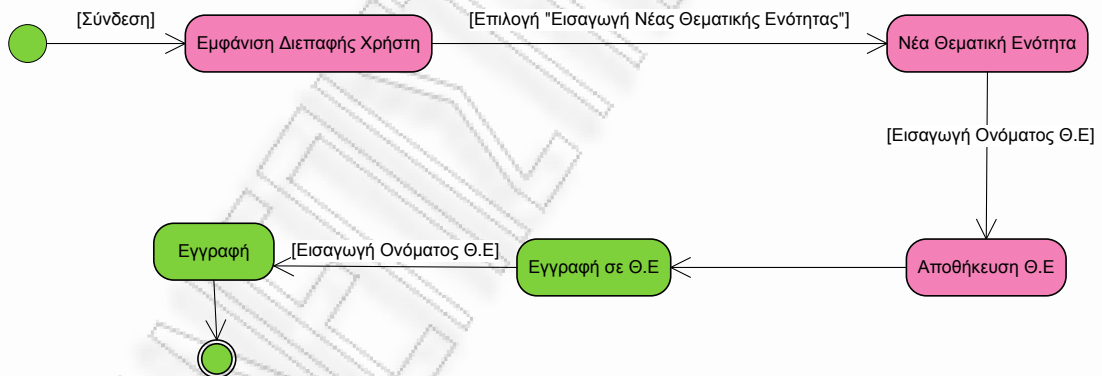 [Σύνδεση]
Εμφάνιση Διεπαφής Χρήστη
[Επιλογή "Εισαγωγή Νέας Θεματικής Ενότητας"]
Νέα Θεματική Ενότητα
[Εισαγωγή Ονόματος Θ.Ε]
Αποθήκευση Θ.Ε
Εγγραφή σε Θ.Ε
[Εισαγωγή Ονόματος Θ.Ε]
Εγγραφή